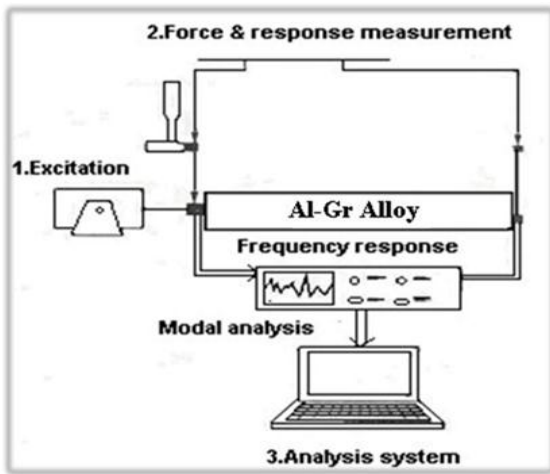 2.Force & response measurement
1.Excitation
Al-Gr Alloy
Frequency response
Modal analysis
3.Analysis system